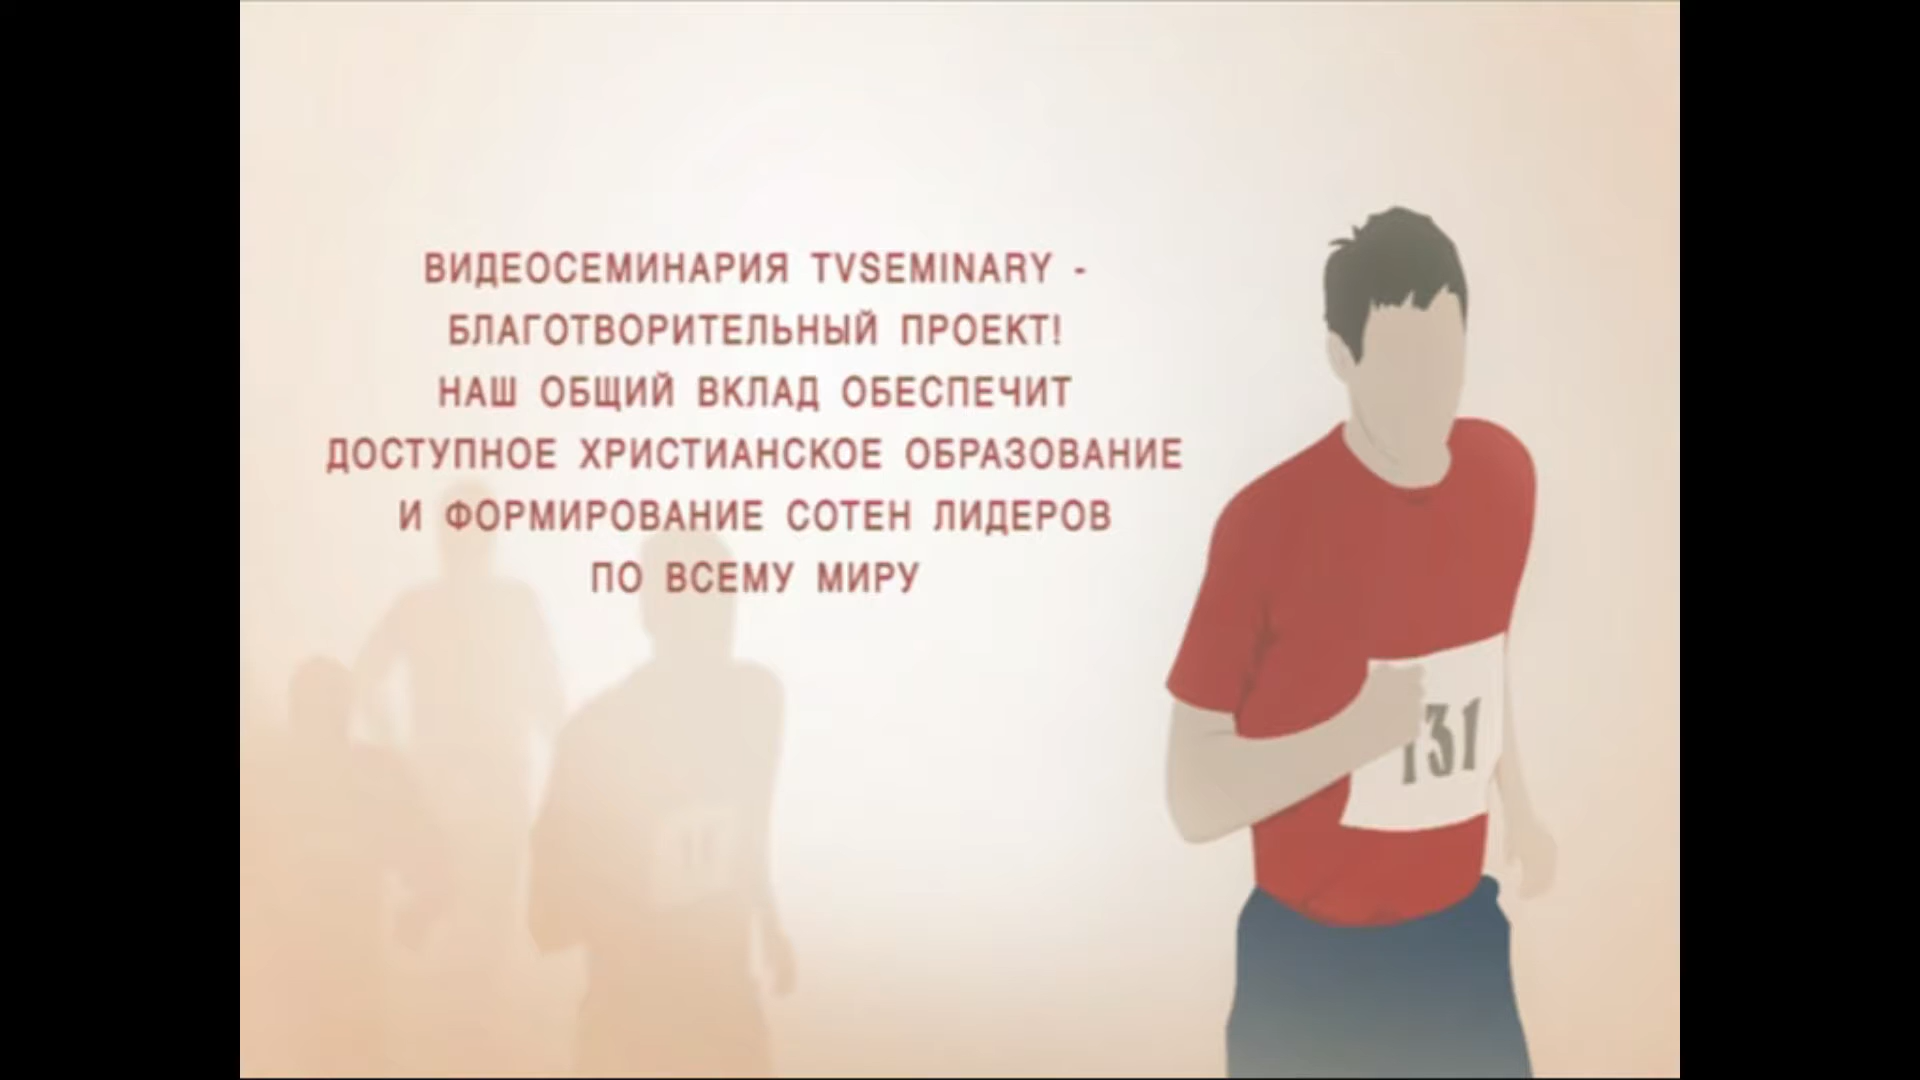 ВИДЕОСЕМИНАРИЯ TVSEMINARY -
БЛАГОТВОРИТЕЛЬНЫЙ ПРОЕКТ!
НАШ ОБЩИЙ ВКЛАД ОБЕСПЕЧИТ
ДОСТУПНОЕ ХРИСТИАНСКОЕ ОБРАЗОВАНИЕ
И ФОРМИРОВАНИЕ СОТЕН ЛИДЕРОВ
ПО ВСЕМУ МИРУ
131